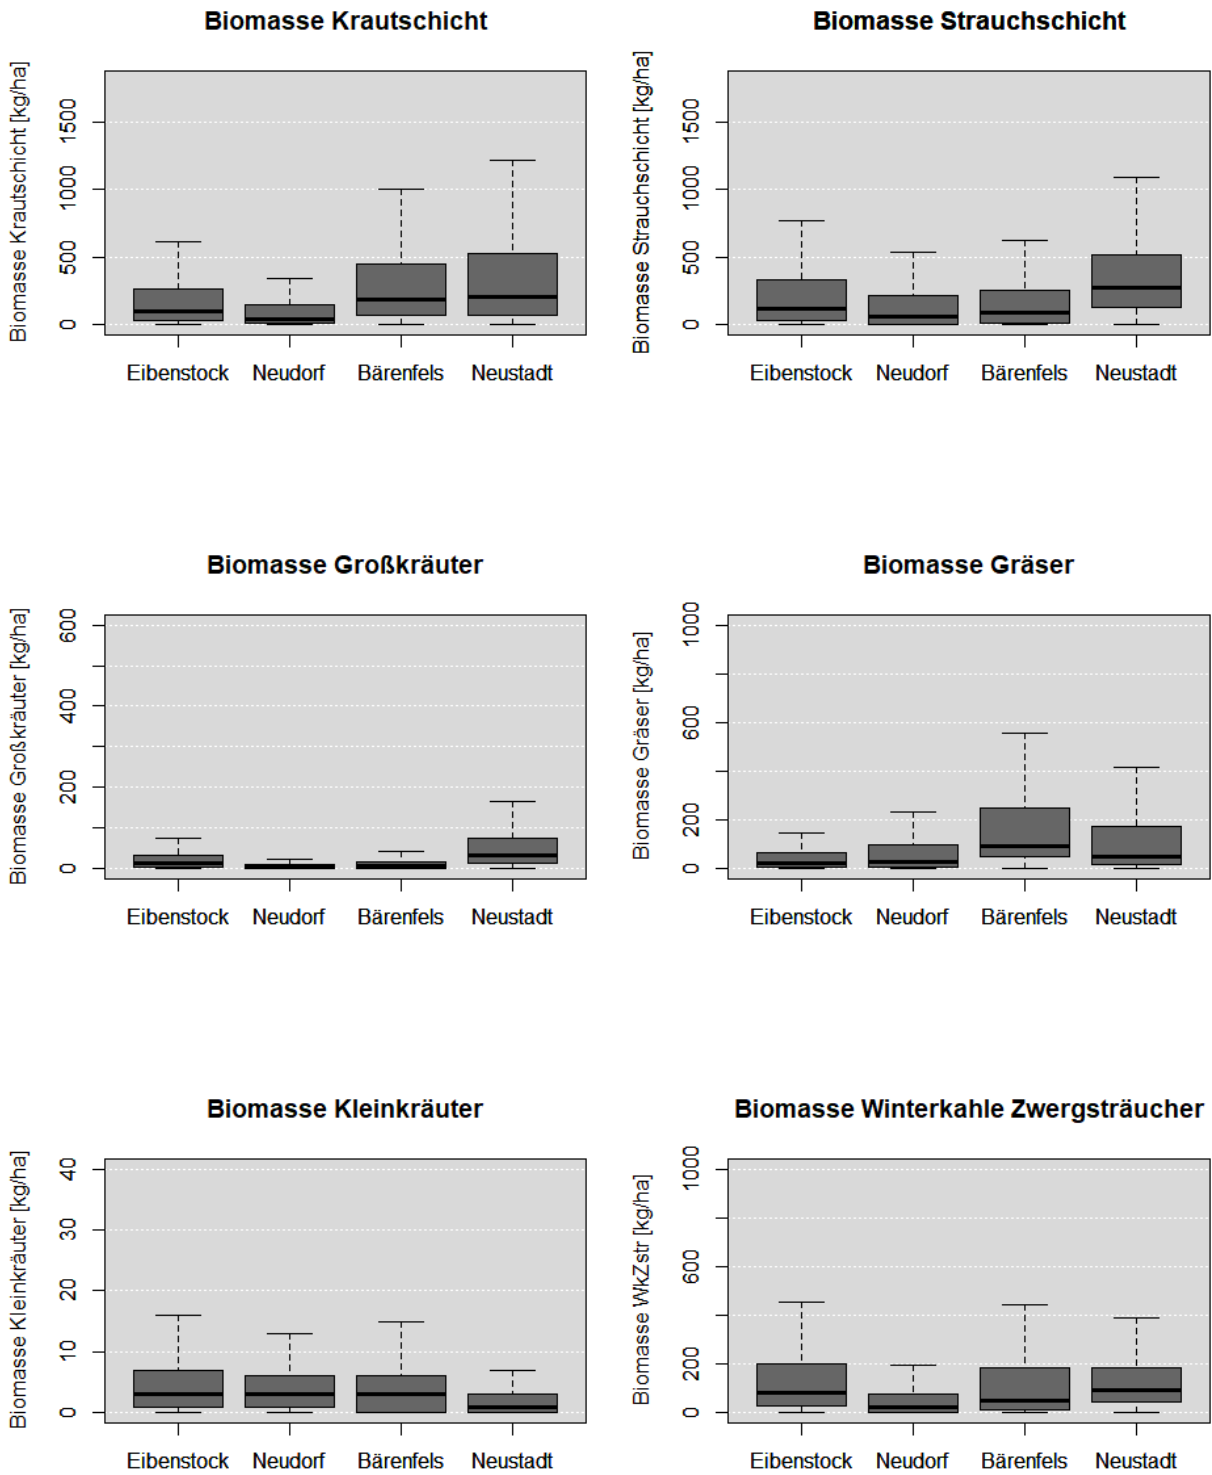 Biomasse Krautschicht
Biomasse Krautschicht [kg/ha]
1500
1000
500
0
Eibenstock Neudorf Bärenfels Neustadt
Biomasse Strauchschicht
Biomasse Strauchschicht [kg/ha]
1500
1000
500
0
Eibenstock Neudorf Bärenfels Neustadt
Biomasse Großkräuter
Biomasse Großkräuter [kg/ha]
600
400
200
0
Eibenstock Neudorf Bärenfels Neustadt
Biomasse Gräser
Biomasse Gräser [kg/ha]
1000
600
200
0
Eibenstock Neudorf Bärenfels Neustadt
Biomasse Kleinkräuter
Biomasse Kleinkräuter [kg/ha]
40
30
20
10
0
Eibenstock Neudorf Bärenfels Neustadt
Biomasse Winterkahle Zwergsträucher
Biomasse WkZstr [kg/ha]
1000
600
200
0
Eibenstock Neudorf Bärenfels Neustadt